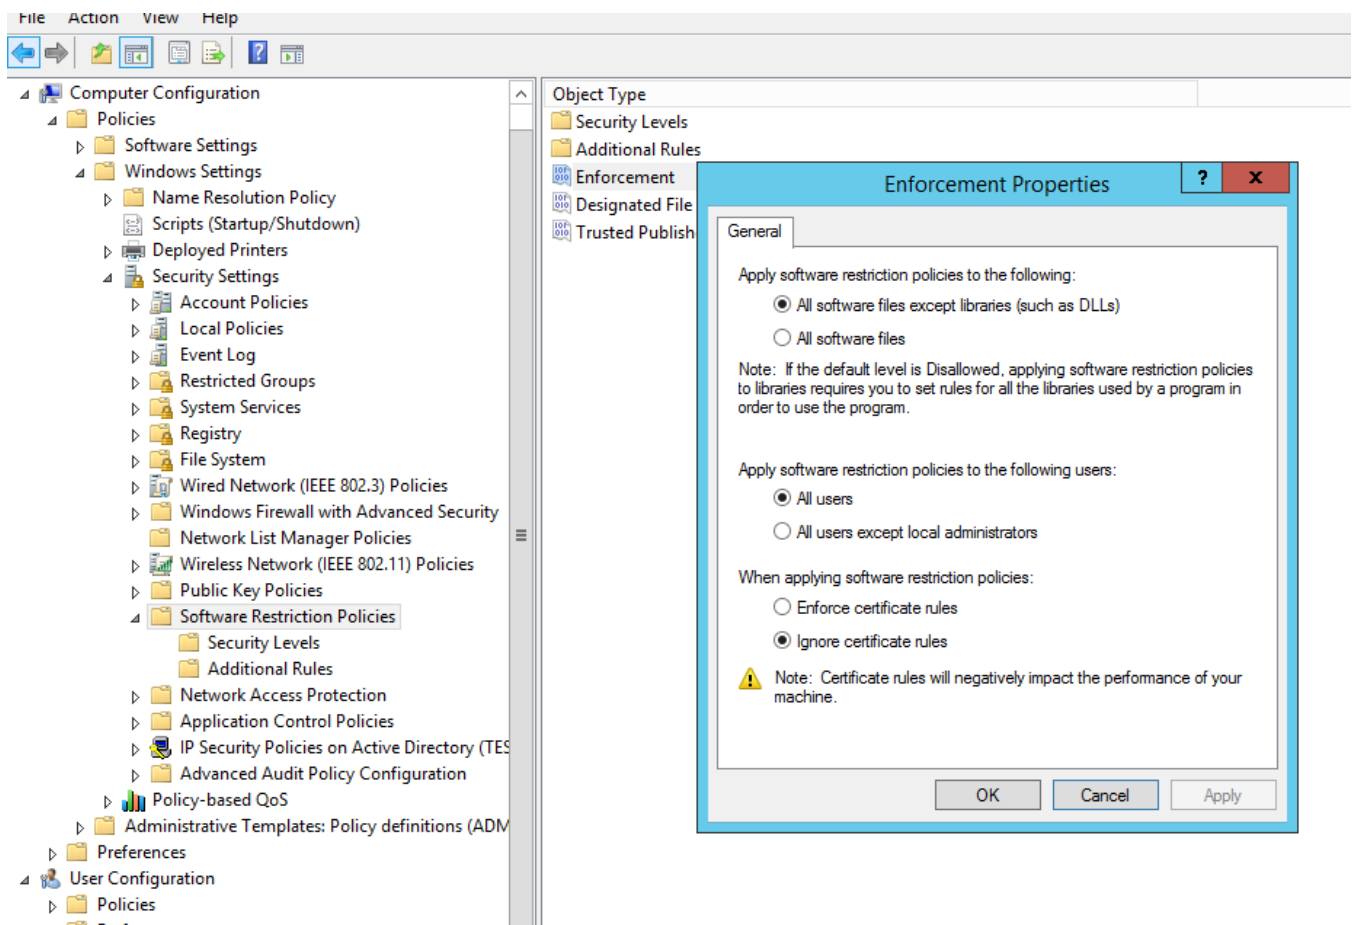 File Action View Help
Computer Configuration
Policies
Software Settings
Windows Settings
Name Resolution Policy
Scripts (Startup/Shutdown)
Deployed Printers
Security Settings
Account Policies
Local Policies
Event Log
Restricted Groups
System Services
Registry
File System
Wired Network (IEEE 802.3) Policies
Windows Firewall with Advanced Security
Network List Manager Policies
Wireless Network (IEEE 802.11) Policies
Public Key Policies
Software Restriction Policies
Security Levels
Additional Rules
Network Access Protection
Application Control Policies
IP Security Policies on Active Directory (TES
Advanced Audit Policy Configuration
Policy-based QoS
Administrative Templates: Policy definitions (ADM
Preferences
User Configuration
Policies
Object Type
Security Levels
Additional Rules
Enforcement
Designated File
Trusted Publish
Enforcement Properties
? x
General
Apply software restriction policies to the following:
All software files except libraries (such as DLLs)
All software files
Note: If the default level is Disallowed, applying software restriction policies
to libraries requires you to set rules for all the libraries used by a program in
order to use the program.
Apply software restriction policies to the following users:
All users
All users except local administrators
When applying software restriction policies:
Enforce certificate rules
Ignore certificate rules
Note: Certificate rules will negatively impact the performance of your
machine.
OK Cancel Apply